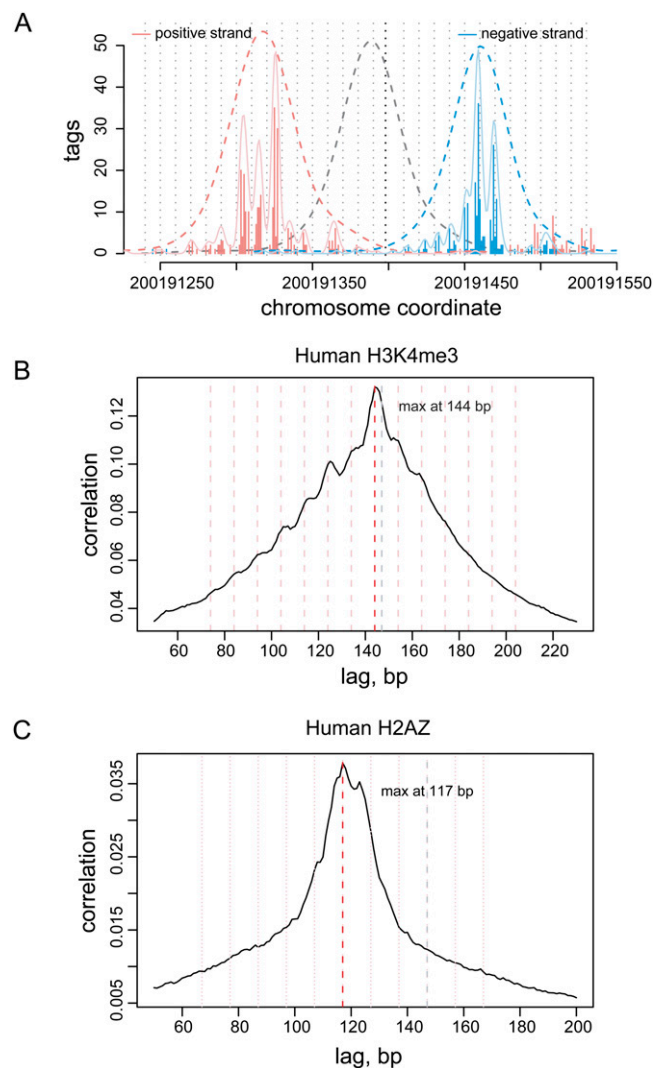 A
positive strand
negative strand
50
40
30
20
10
0
tags
200191250
200191350
200191450
200191550
chromosome coordinate
B
Human H3K4me3
max at 144 bp
0.12
0.10
0.08
0.06
0.04
correlation
60 80 100 120 140 160 180 200 220
lag, bp
C
Human H2AZ
max at 117 bp
0.035
0.025
0.015
0.005
correlation
60 80 100 120 140 160 180 200
lag, bp